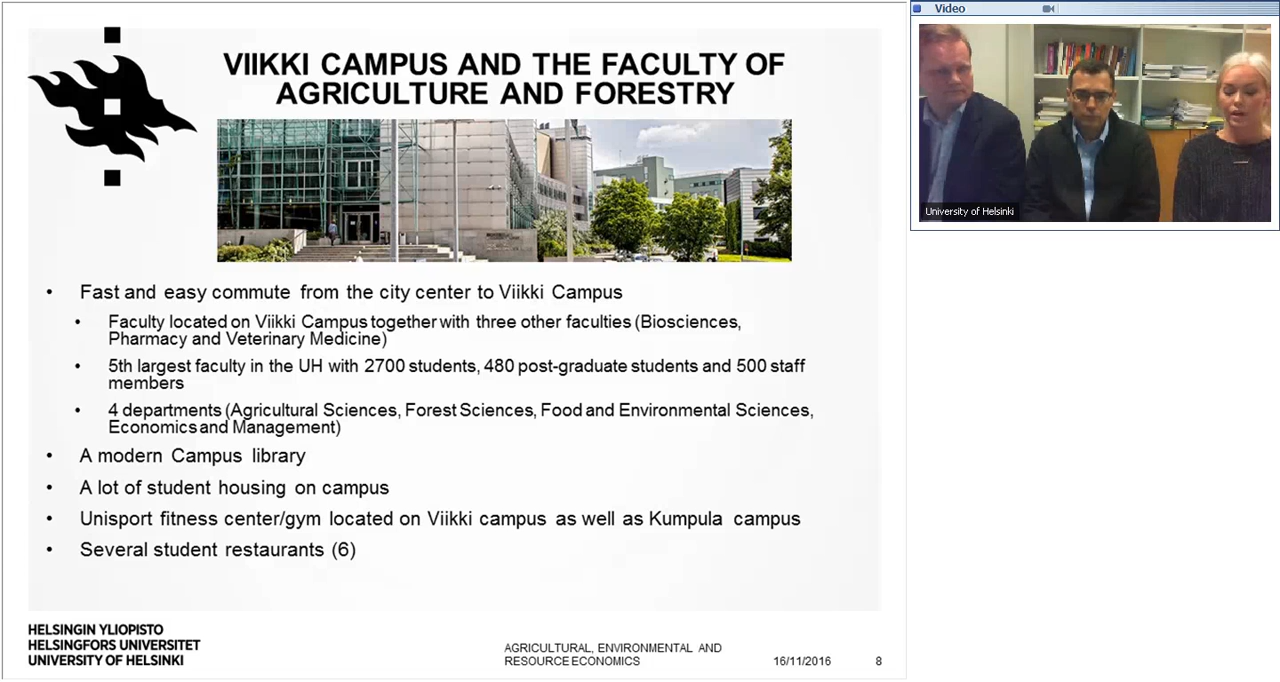 VIIKKI CAMPUS AND THE FACULTY OF
AGRICULTURE AND FORESTRY
• Fast and easy commute from the city center to Viikki Campus
• Faculty located on Viikki Campus together with three other faculties (Biosciences,
Pharmacy and Veterinary Medicine)
• 5th largest faculty in the UH with 2700 students, 480 post-graduate students and 500 staff
members
• 4 departments (Agricultural Sciences, Forest Sciences, Food and Environmental Sciences,
Economics and Management)
• A modern Campus library
• A lot of student housing on campus
• Unisport fitness center/gym located on Viikki campus as well as Kumpula campus
• Several student restaurants (6)
HELSINGIN YLIOPISTO
HELSINGFORS UNIVERSITET
UNIVERSITY OF HELSINKI
AGRICULTURAL, ENVIRONMENTAL AND
RESOURCE ECONOMICS
16/11/2016
8
Video
University of Helsinki